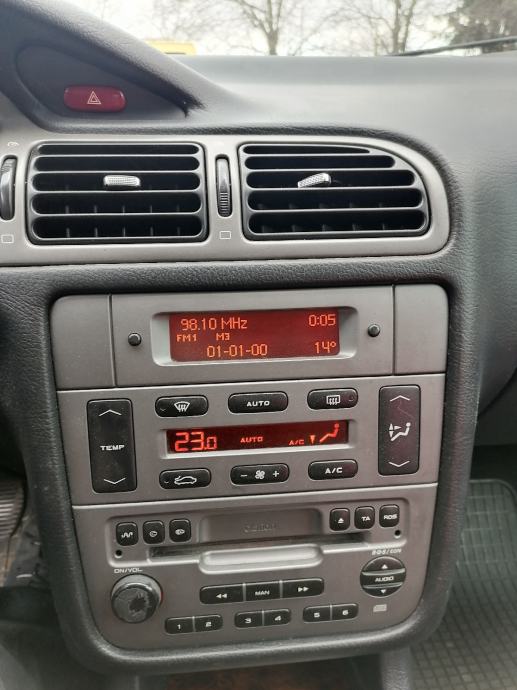 98.10 MHz 0:05
FM1 M3
01-01-00 14°
AUTO
TEMP
23.0 AUTO A/C
- + A/C
Clarion
TA RDS
ON/VOL
◄◄ MAN ►►
AUDIO
1 2 3 4 5 6